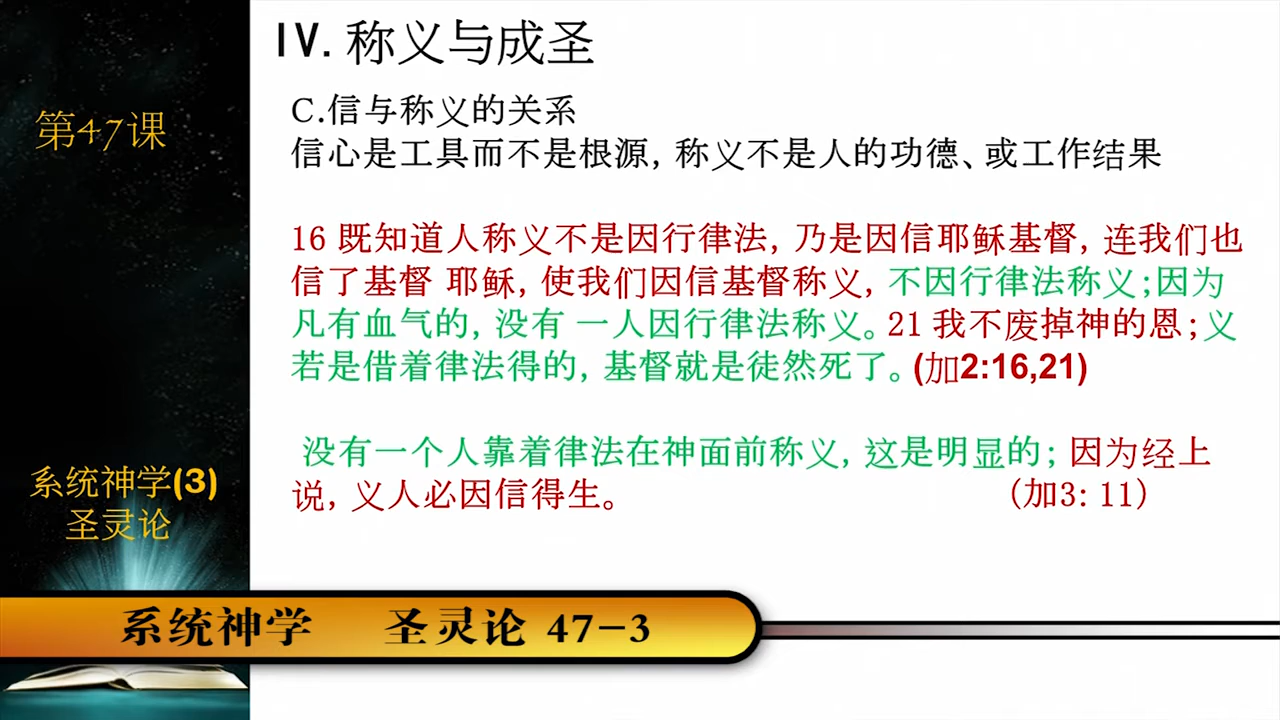 IV. 称义与成圣
第47课
C.信与称义的关系
信心是工具而不是根源, 称义不是人的功德、或工作结果
16 既知道人称义不是因行律法, 乃是因信耶稣基督, 连我们也
信了基督 耶稣, 使我们因信基督称义, 不因行律法称义;因为
凡有血气的, 没有 一人因行律法称义。21 我不废掉神的恩;义
若是借着律法得的, 基督就是徒然死了。(加2:16,21)
没有一个人靠着律法在神面前称义, 这是明显的; 因为经上
说, 义人必因信得生。 (加3: 11)
系统神学(3)
圣灵论
系统神学 圣灵论 47-3